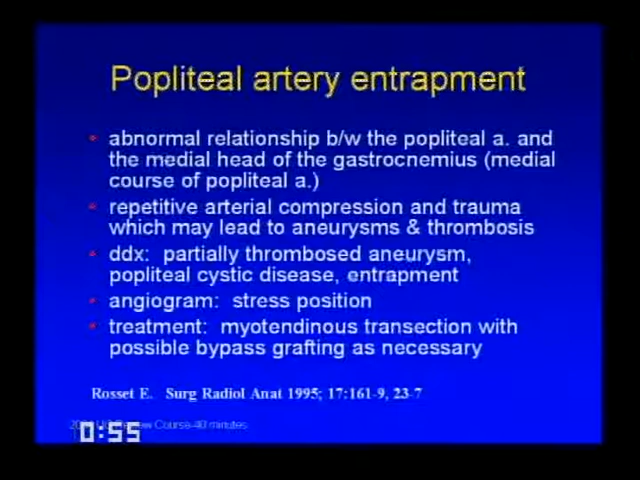 Popliteal artery entrapment
• abnormal relationship b/w the popliteal a. and
the medial head of the gastrocnemius (medial
course of popliteal a.)
• repetitive arterial compression and trauma
which may lead to aneurysms & thrombosis
• ddx: partially thrombosed aneurysm,
popliteal cystic disease, entrapment
• angiogram: stress position
• treatment: myotendinous transection with
possible bypass grafting as necessary
Rosset E. Surg Radiol Anat 1995; 17:161-9, 23-7
Course-40 minutes
0:55